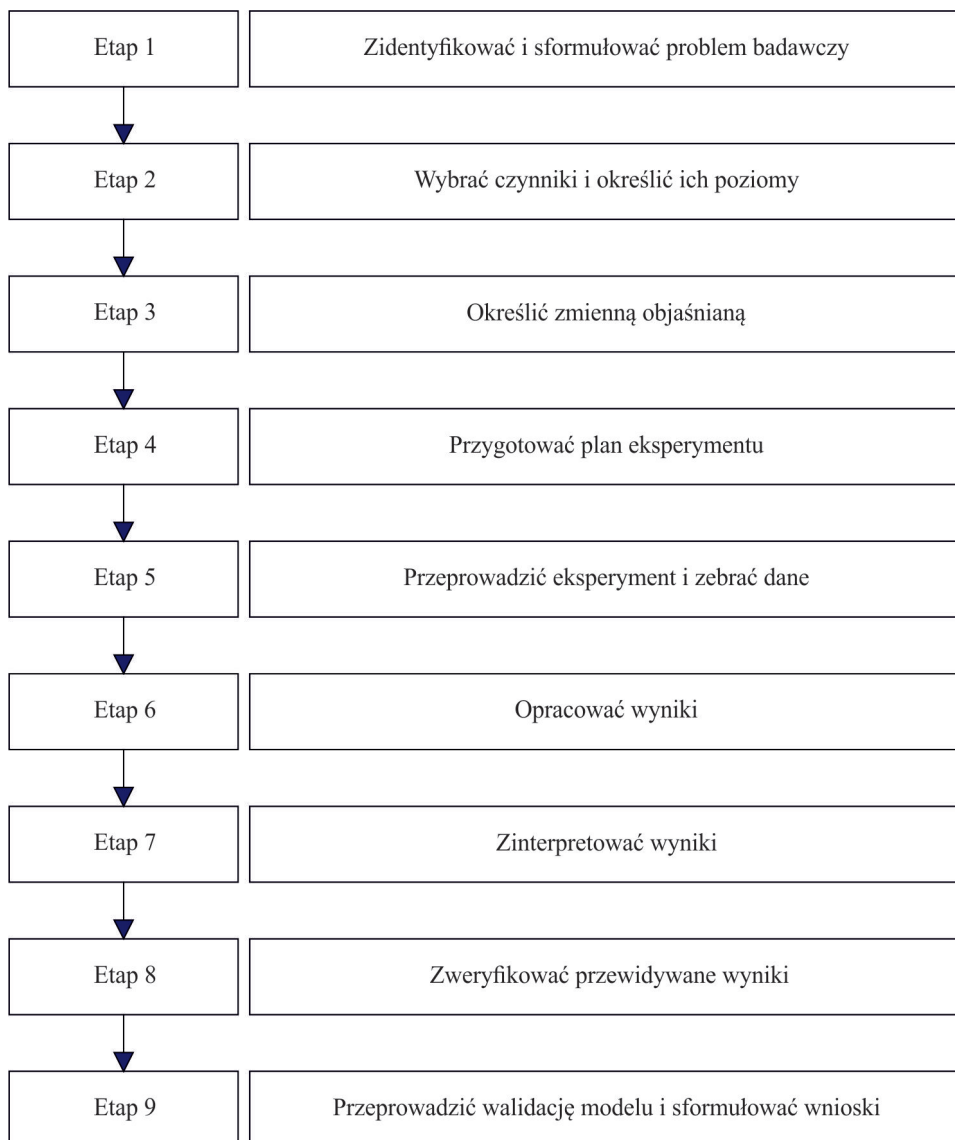 Etap 1
Zidentyfikować i sformułować problem badawczy
Etap 2
Wybrać czynniki i określić ich poziomy
Etap 3
Określić zmienną objaśnianą
Etap 4
Przygotować plan eksperymentu
Etap 5
Przeprowadzić eksperyment i zebrać dane
Etap 6
Opracować wyniki
Etap 7
Zinterpretować wyniki
Etap 8
Zweryfikować przewidywane wyniki
Etap 9
Przeprowadzić walidację modelu i sformułować wnioski